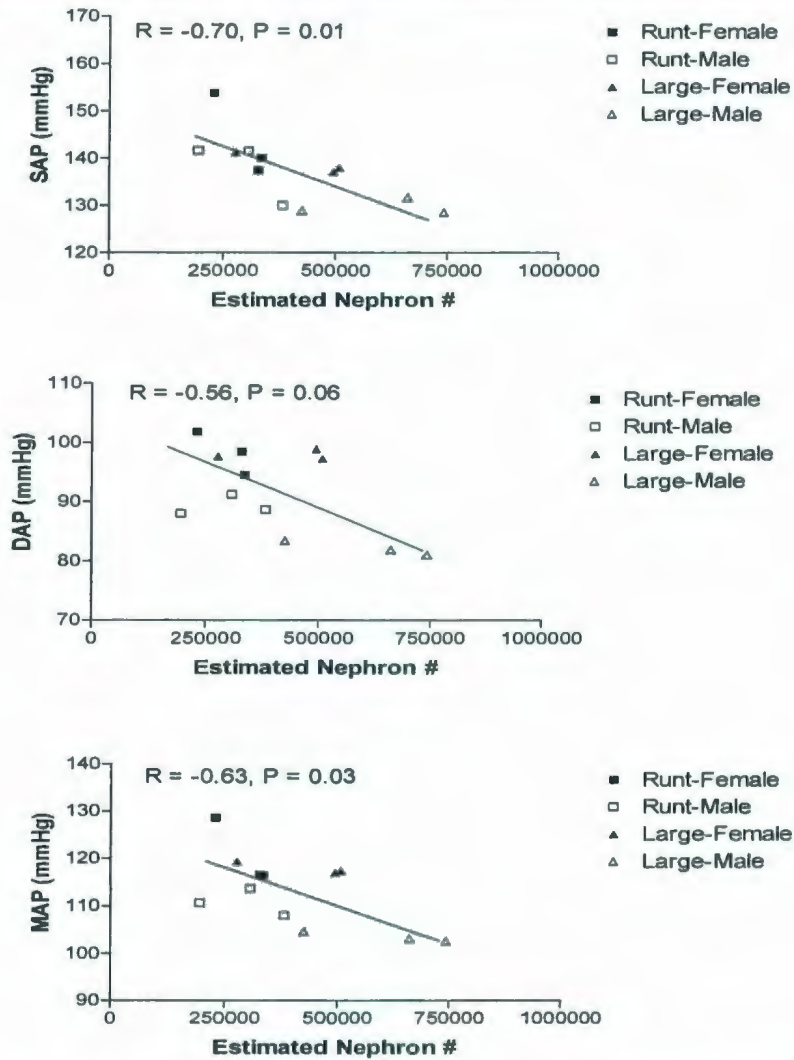 170
160
150
140
130
120
SAP (mmHg)
R = -0.70, P = 0.01
0 250000 500000 750000 1000000
Estimated Nephron #
Runt-Female
Runt-Male
Large-Female
Large-Male
110
100
90
80
70
DAP (mmHg)
R = -0.56, P = 0.06
0 250000 500000 750000 1000000
Estimated Nephron #
Runt-Female
Runt-Male
Large-Female
Large-Male
140
130
120
110
100
90
MAP (mmHg)
R = -0.63, P = 0.03
0 250000 500000 750000 1000000
Estimated Nephron #
Runt-Female
Runt-Male
Large-Female
Large-Male